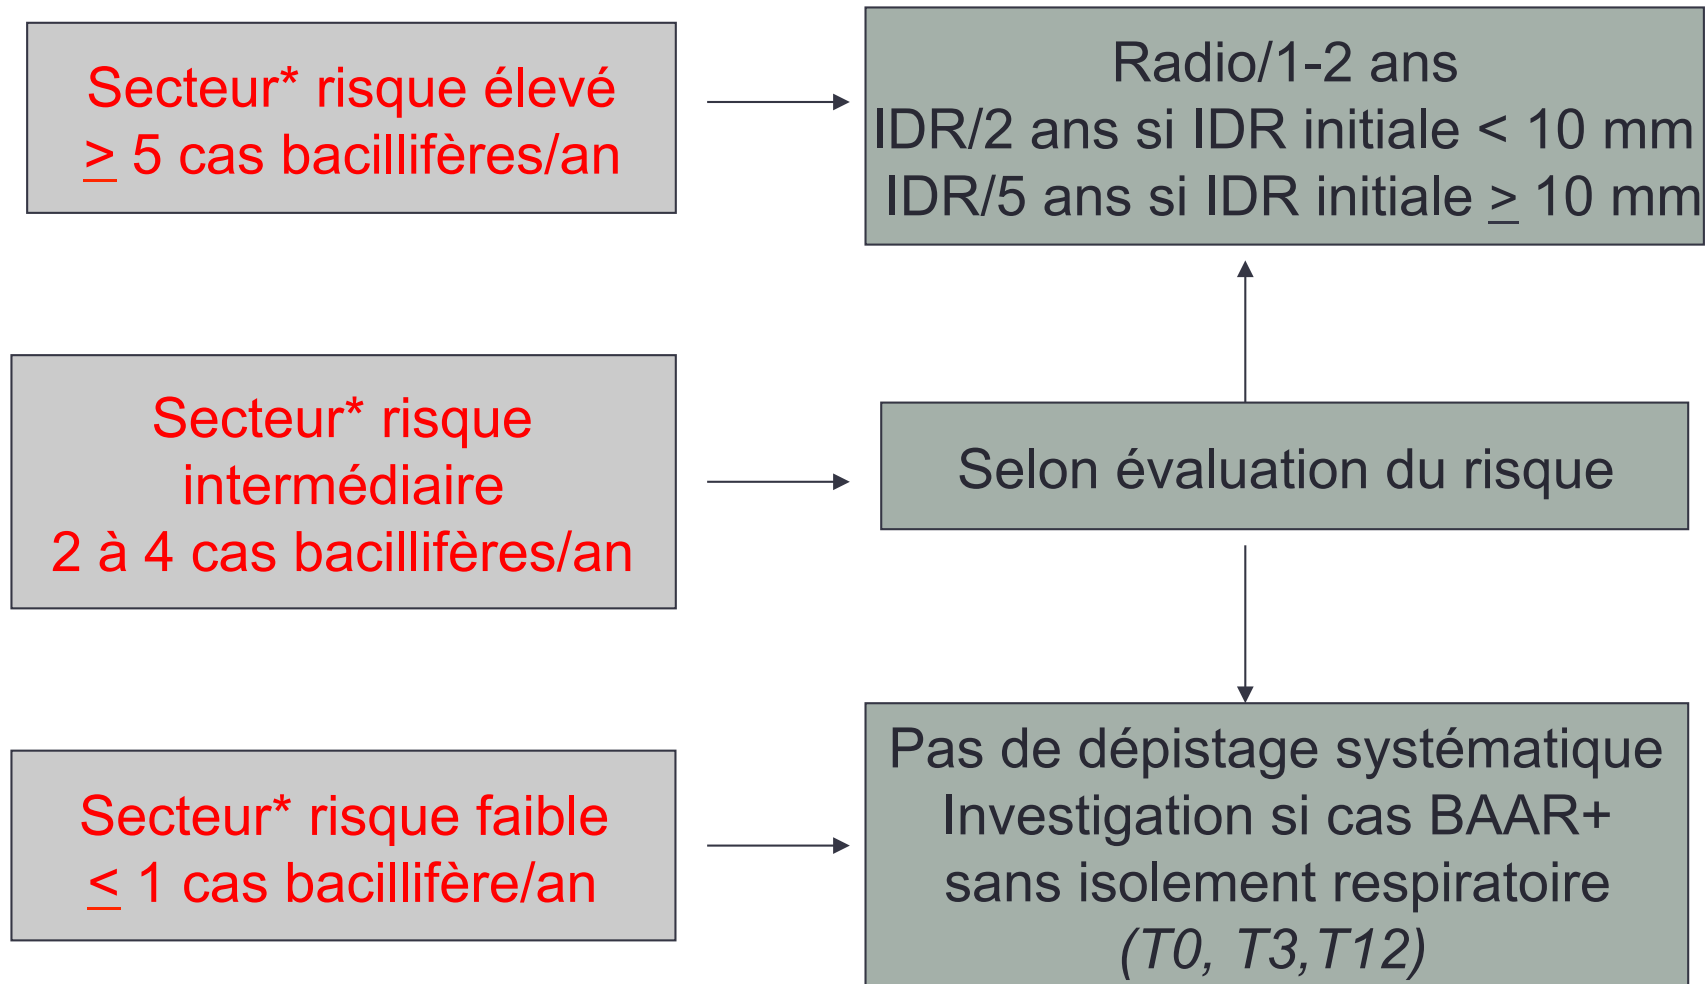 Secteur* risque élevé
≥ 5 cas bacillifères/an
Radio/1-2 ans
IDR/2 ans si IDR initiale < 10 mm
IDR/5 ans si IDR initiale ≥ 10 mm
Secteur* risque
intermédiaire
2 à 4 cas bacillifères/an
Selon évaluation du risque
Secteur* risque faible
≤ 1 cas bacillifère/an
Pas de dépistage systématique
Investigation si cas BAAR+
sans isolement respiratoire
(T0, T3,T12)